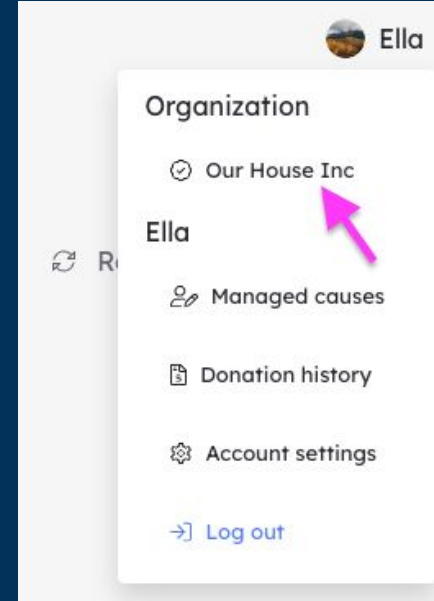 Ella
Organization
Our House Inc
Ella
Managed causes
Donation history
Account settings
Log out